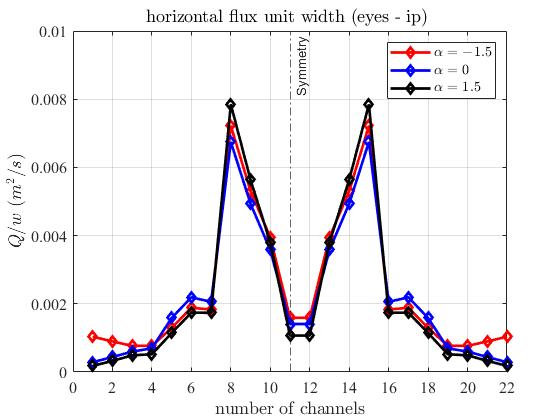 horizontal flux unit width (eyes - ip)
0.01
0.008
0.006
0.004
0.002
0
Q/w (m²/s)
Symmetry
α = −1.5
α = 0
α = 1.5
0 2 4 6 8 10 12 14 16 18 20 22
number of channels